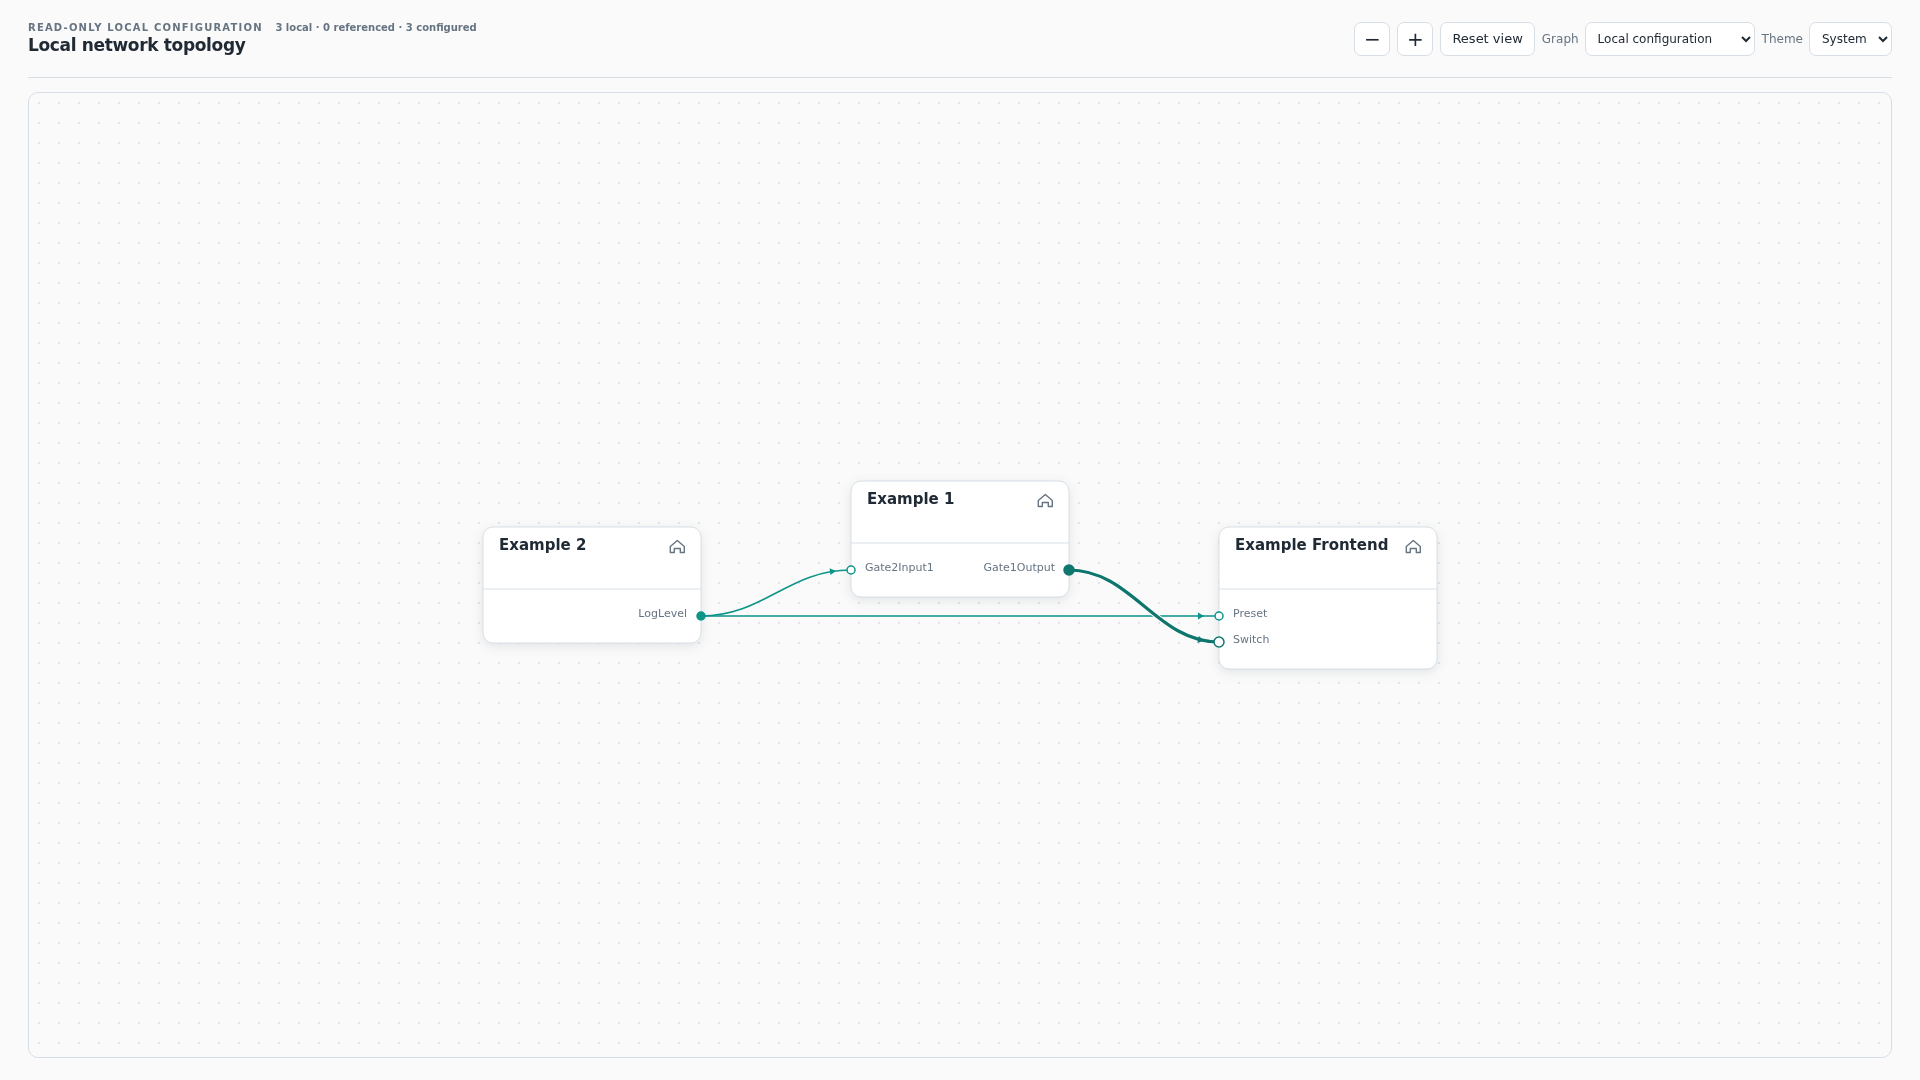 READ-ONLY LOCAL CONFIGURATION 3 local · 0 referenced · 3 configured
Local network topology
− + Reset view Graph Local configuration Theme System
Example 1
Gate2Input1 Gate1Output
Example 2
LogLevel
Example Frontend
Preset
Switch